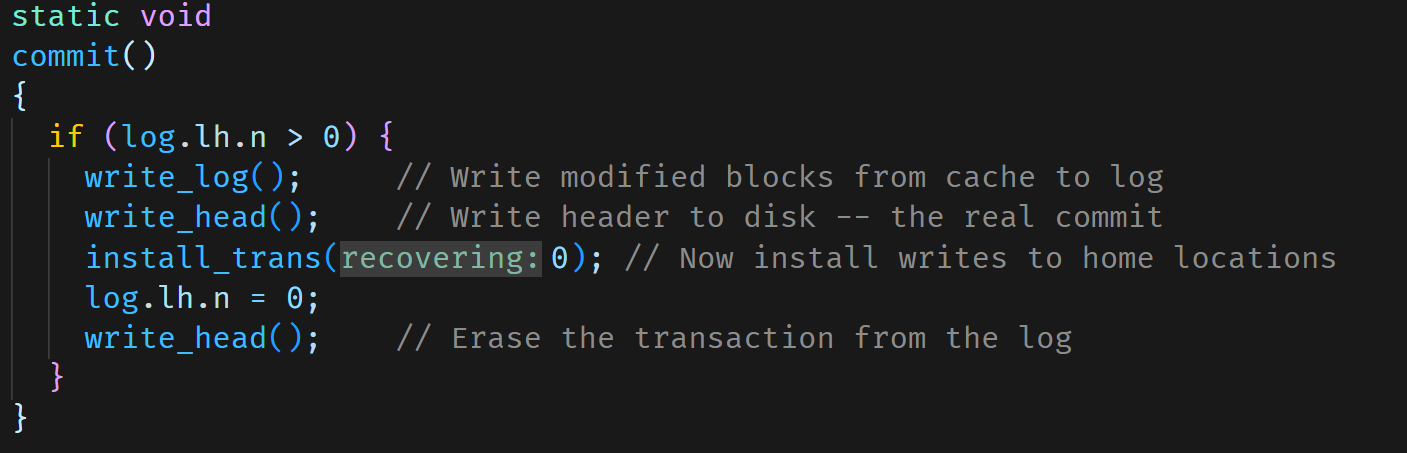 static void
commit()
{
  if (log.lh.n > 0) {
    write_log();     // Write modified blocks from cache to log
    write_head();    // Write header to disk -- the real commit
    install_trans(recovering: 0); // Now install writes to home locations
    log.lh.n = 0;
    write_head();    // Erase the transaction from the log
  }
}